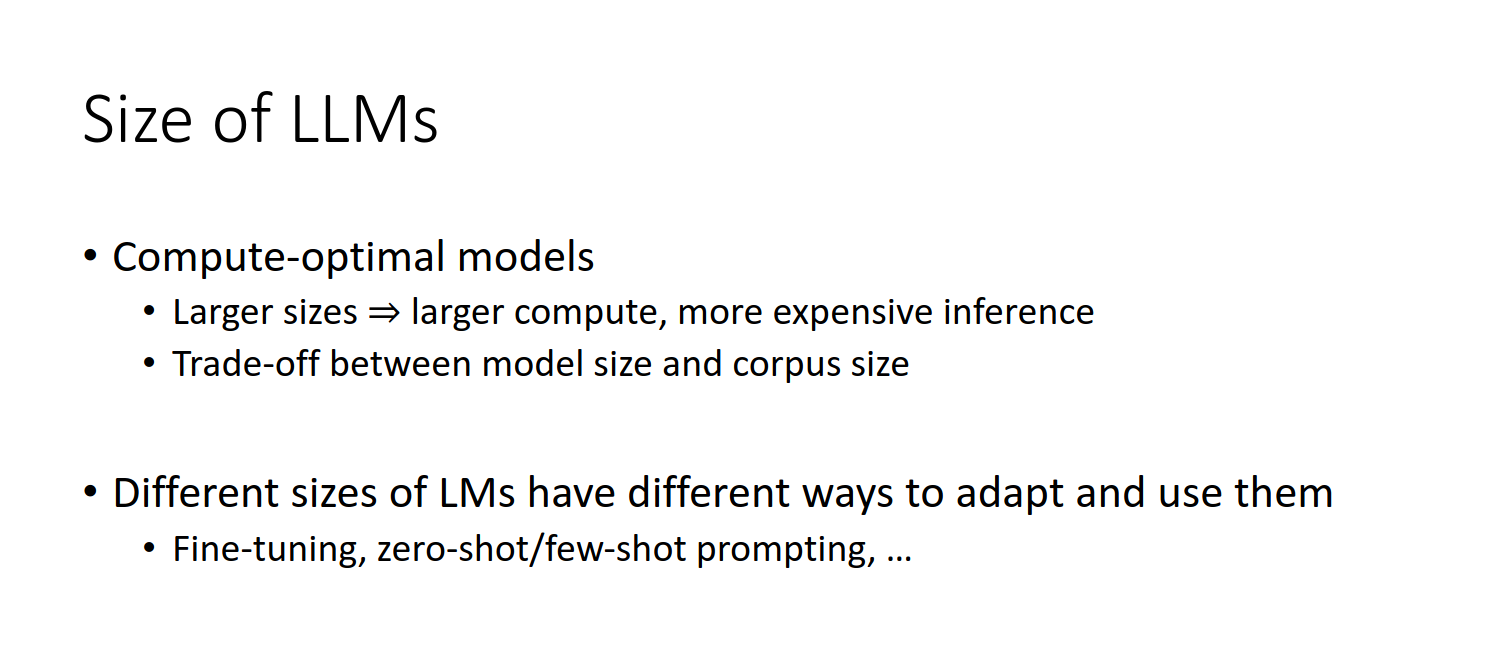 Size of LLMs
• Compute-optimal models
• Larger sizes ⇒ larger compute, more expensive inference
• Trade-off between model size and corpus size
• Different sizes of LMs have different ways to adapt and use them
• Fine-tuning, zero-shot/few-shot prompting, …